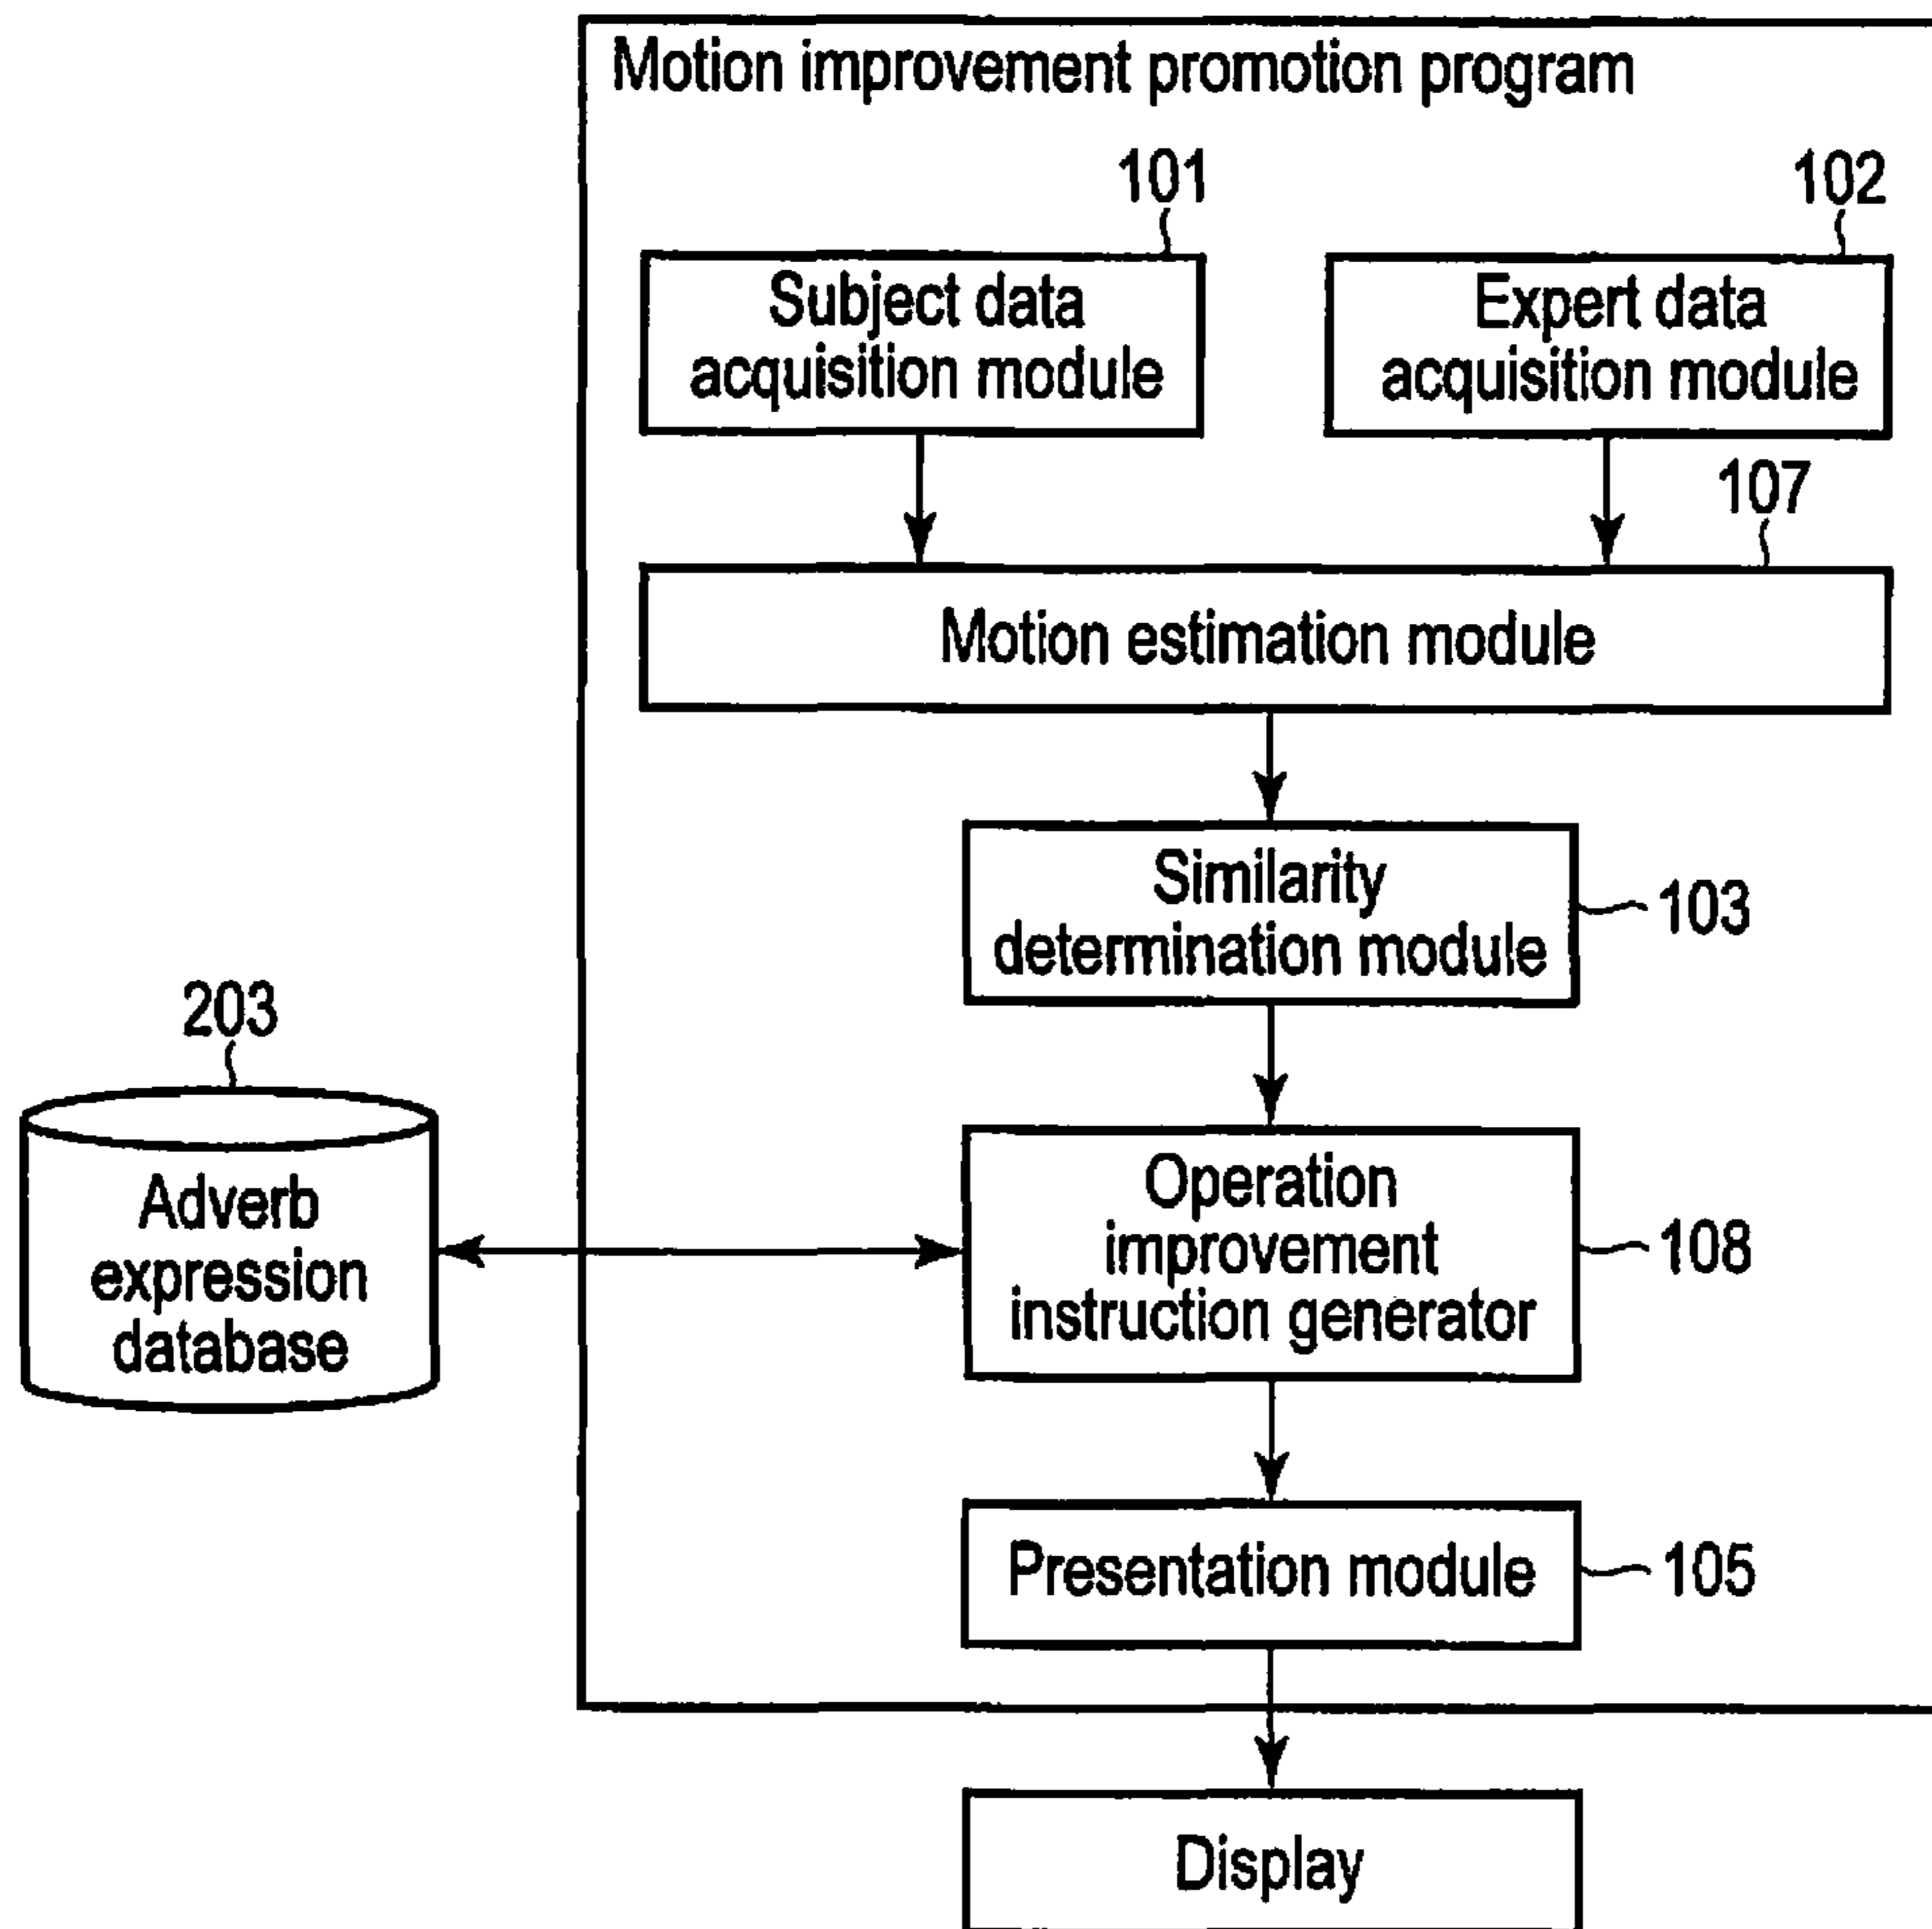 Motion improvement promotion program
101
102
Subject data
acquisition module
Expert data
acquisition module
107
Motion estimation module
Similarity
determination module
103
203
Adverb
expression
database
Operation
improvement
instruction generator
108
Presentation module
105
Display